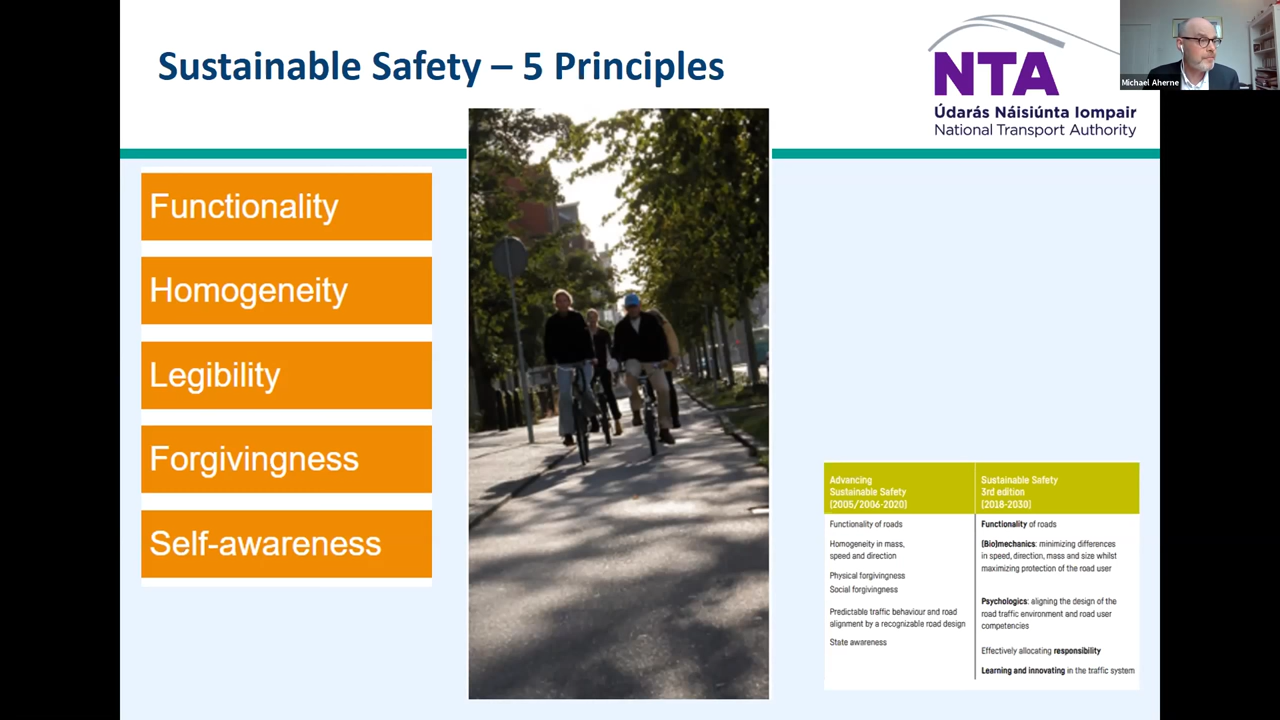 Sustainable Safety – 5 Principles
NTA
Údarás Náisiúnta Iompair
National Transport Authority
Michael Aherne
Functionality
Homogeneity
Legibility
Forgivingness
Self-awareness
Advancing
Sustainable Safety
[2005/2006-2020]
Functionality of roads
Homogeneity in mass,
speed and direction
Physical forgivingness
Social forgivingness
Predictable traffic behaviour and road
alignment by a recognizable road design
State awareness
Sustainable Safety
3rd edition
[2018-2030]
Functionality of roads
[Bio]mechanics: minimizing differences
in speed, direction, mass and size whilst
maximizing protection of the road user
Psychologics: aligning the design of the
road traffic environment and road user
competencies
Effectively allocating responsibility
Learning and innovating in the traffic system